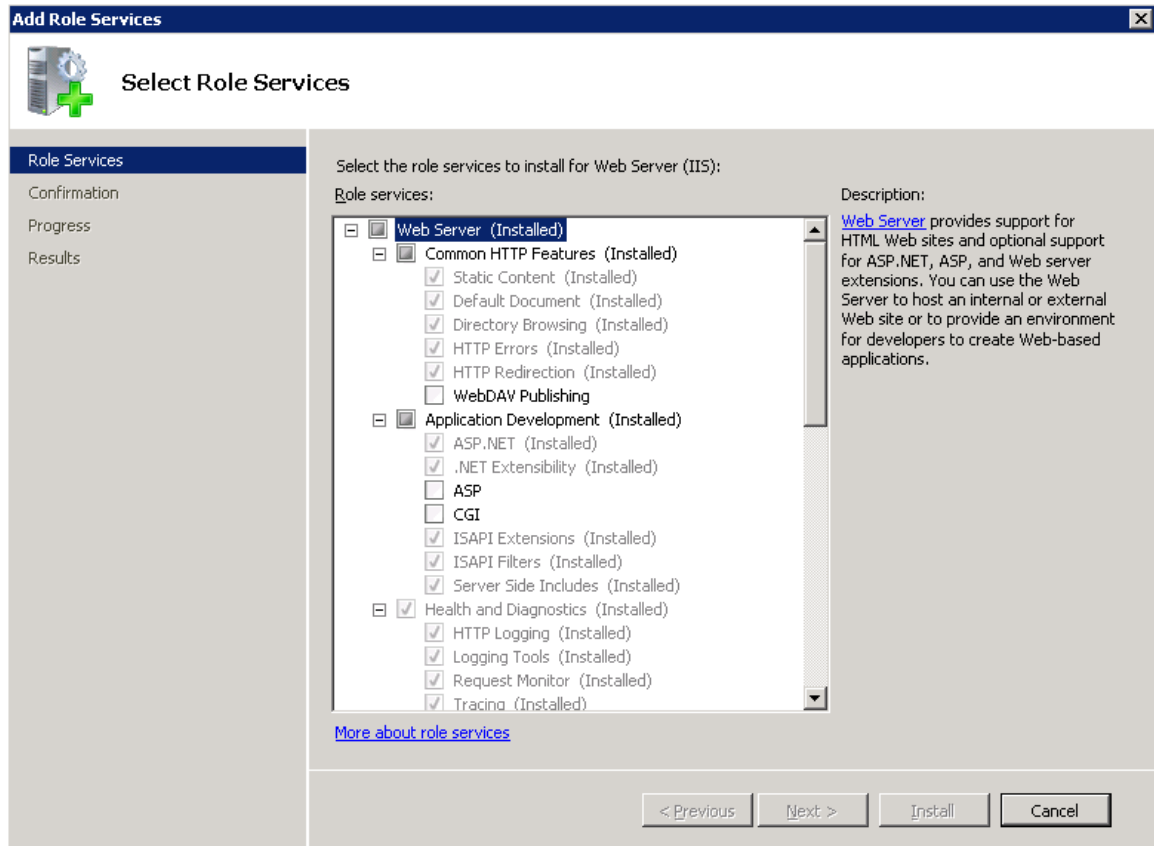 Add Role Services
Select Role Services
Role Services
Confirmation
Progress
Results
Select the role services to install for Web Server (IIS):
Role services:
Web Server (Installed)
Common HTTP Features (Installed)
Static Content (Installed)
Default Document (Installed)
Directory Browsing (Installed)
HTTP Errors (Installed)
HTTP Redirection (Installed)
WebDAV Publishing
Application Development (Installed)
ASP.NET (Installed)
.NET Extensibility (Installed)
ASP
CGI
ISAPI Extensions (Installed)
ISAPI Filters (Installed)
Server Side Includes (Installed)
Health and Diagnostics (Installed)
HTTP Logging (Installed)
Logging Tools (Installed)
Request Monitor (Installed)
Tracing (Installed)
More about role services
Description:
Web Server provides support for
HTML Web sites and optional support
for ASP.NET, ASP, and Web server
extensions. You can use the Web
Server to host an internal or external
Web site or to provide an environment
for developers to create Web-based
applications.
< Previous
Next >
Install
Cancel